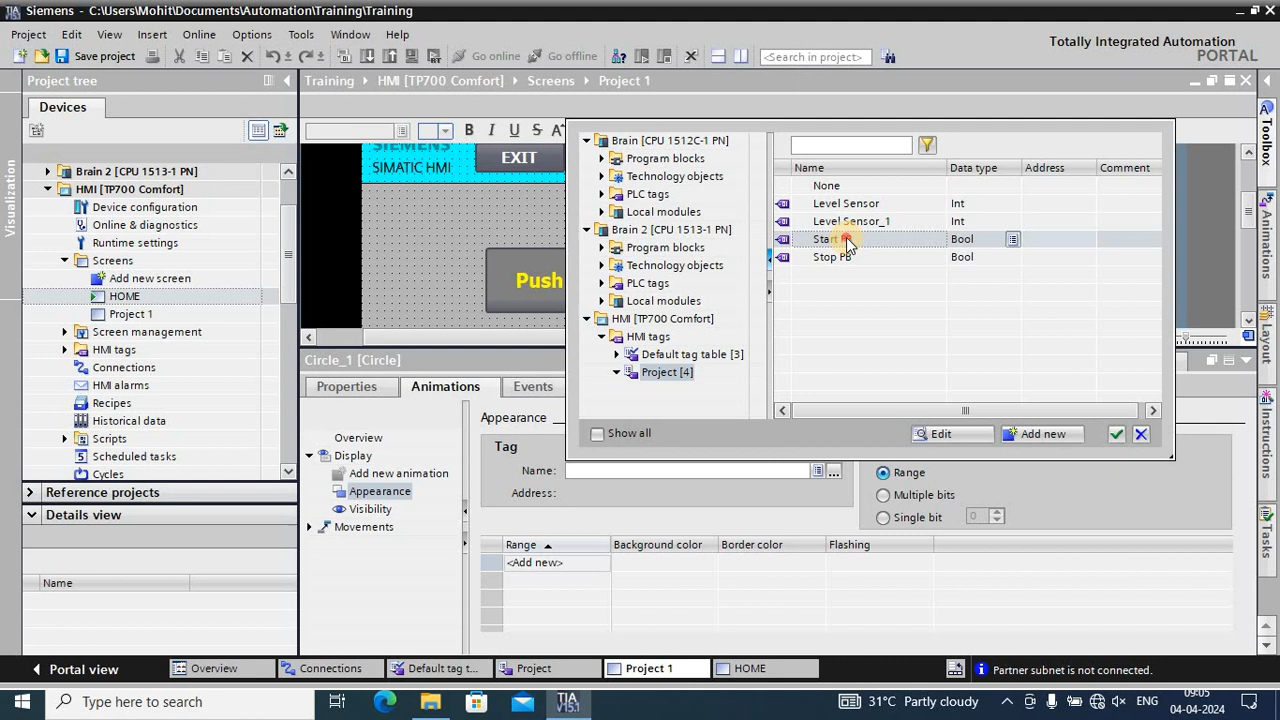 Siemens - C:\Users\Mohit\Documents\Automation\Training\Training
Project Edit View Insert Online Options Tools Window Help
Totally Integrated Automation
PORTAL
Save project
Go online
Go offline
<Search in project>
Project tree
Training HMI [TP700 Comfort] Screens Project 1
Devices
Visualization
B I U S A
Brain 2 [CPU 1513-1 PN]
HMI [TP700 Comfort]
Device configuration
Online & diagnostics
Runtime settings
Screens
Add new screen
HOME
Project 1
Screen management
HMI tags
Connections
HMI alarms
Recipes
Historical data
Scripts
Scheduled tasks
Cycles
Reference projects
Details view
Name
SIEMENS
SIMATIC HMI
EXIT
Push
Brain [CPU 1512C-1 PN]
Program blocks
Technology objects
PLC tags
Local modules
Brain 2 [CPU 1513-1 PN]
Program blocks
Technology objects
PLC tags
Local modules
HMI [TP700 Comfort]
HMI tags
Default tag table [3]
Project [4]
Name Data type Address Comment
None
Level Sensor Int
Level Sensor_1 Int
Start Bool
Stop PB Bool
Show all
Edit
Add new
Circle_1 [Circle]
Properties Animations Events
Overview
Display
Add new animation
Appearance
Visibility
Movements
Appearance
Tag
Name:
...
Address:
Range
Multiple bits
Single bit 0
Range Background color Border color Flashing
<Add new>
Toolbox
Animations
Layout
Instructions
Tasks
Portal view
Overview
Connections
Default tag t...
Project
Project 1
HOME
Partner subnet is not connected.
Type here to search
TIA
V15.1
31°C Partly cloudy
ENG
09:05
04-04-2024